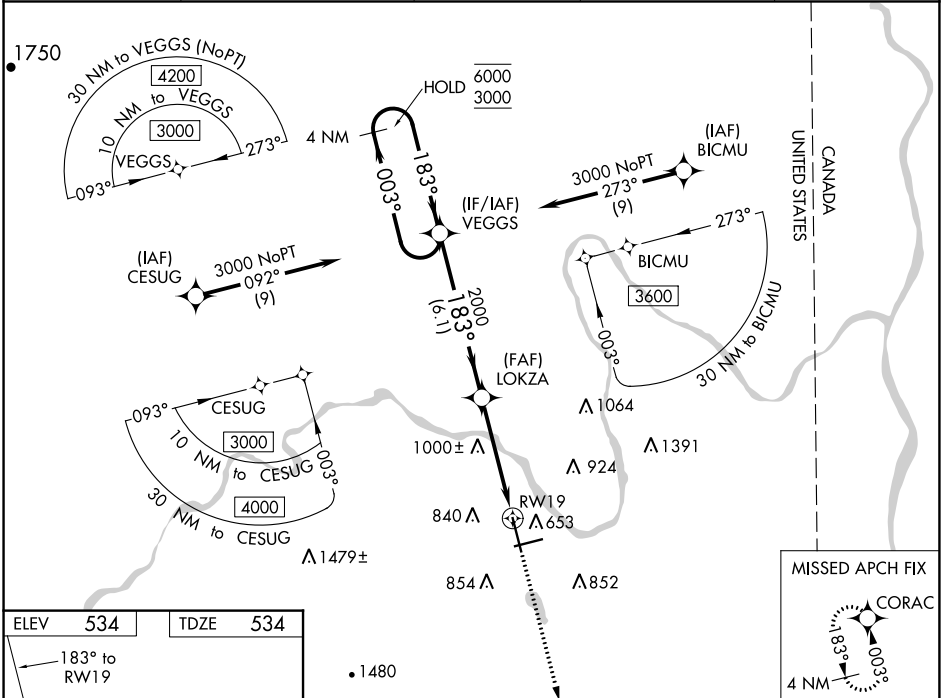 1750
30 NM to VEGGS (NoPT)
4200
10 NM to VEGGS
3000
VEGGS
093°
273°
HOLD
6000
3000
4 NM
003°
183°
(IF/IAF)
VEGGS
(IAF)
BICMU
3000 NoPT
273°
(9)
UNITED STATES
CANADA
(IAF)
CESUG
3000 NoPT
092°
(9)
273°
BICMU
3600
003°
30 NM to BICMU
2000
183°
(6.1)
(FAF)
LOKZA
093°
CESUG
3000
10 NM to CESUG
003°
4000
30 NM to CESUG
1064
1000±
1391
924
RW19
840
653
1479±
854
852
MISSED APCH FIX
CORAC
183°
003°
4 NM
ELEV 534
TDZE 534
183° to
RW19
1480